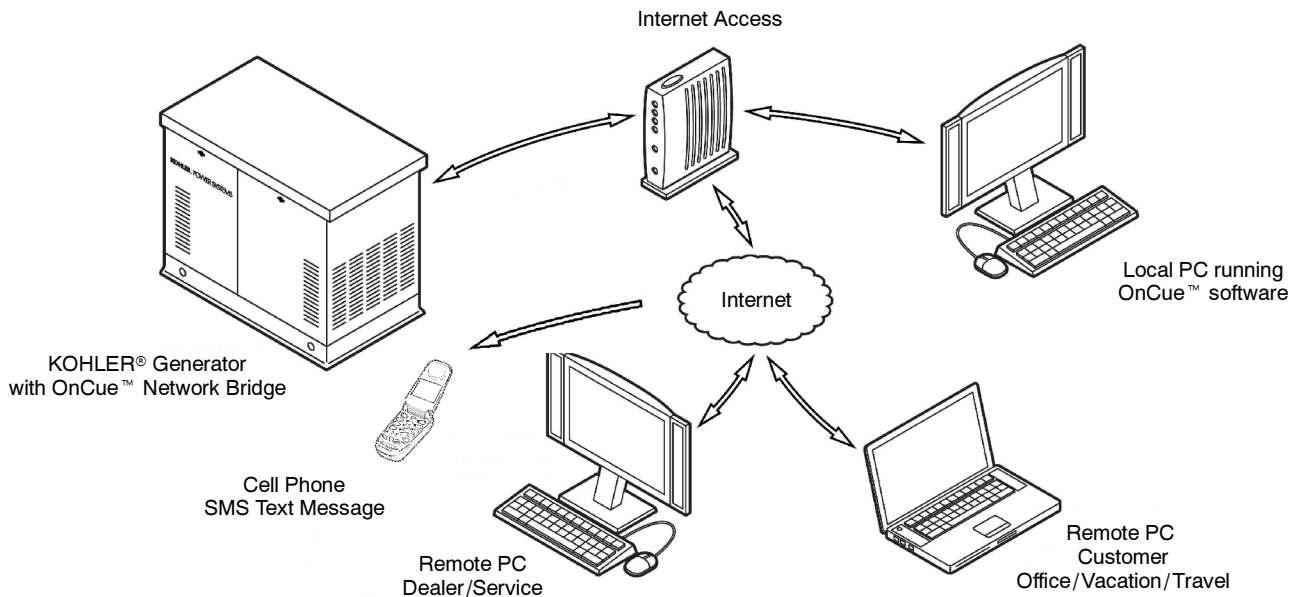 Internet Access
KOHLER POWER SYSTEMS
Local PC running
OnCue™ software
Internet
KOHLER® Generator
with OnCue™ Network Bridge
Cell Phone
SMS Text Message
Remote PC
Dealer/Service
Remote PC
Customer
Office/Vacation/Travel